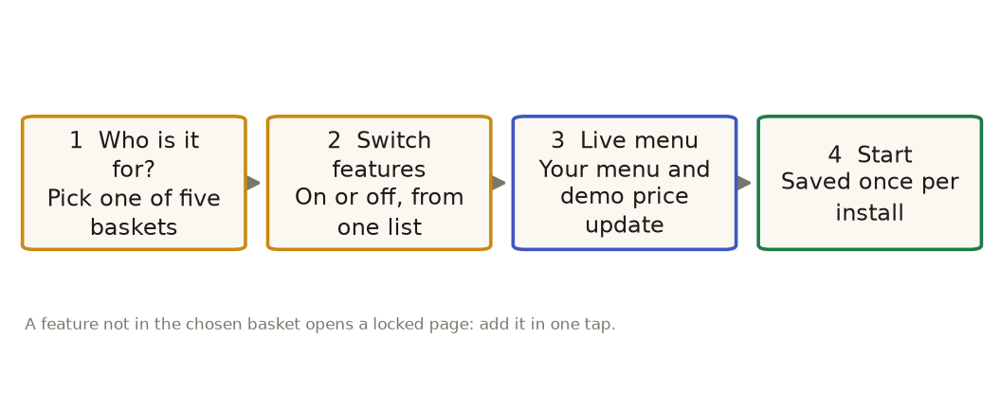 1  Who is it
for?
Pick one of five
baskets
2  Switch
features
On or off, from
one list
3  Live menu
Your menu and
demo price
update
4  Start
Saved once per
install
A feature not in the chosen basket opens a locked page: add it in one tap.